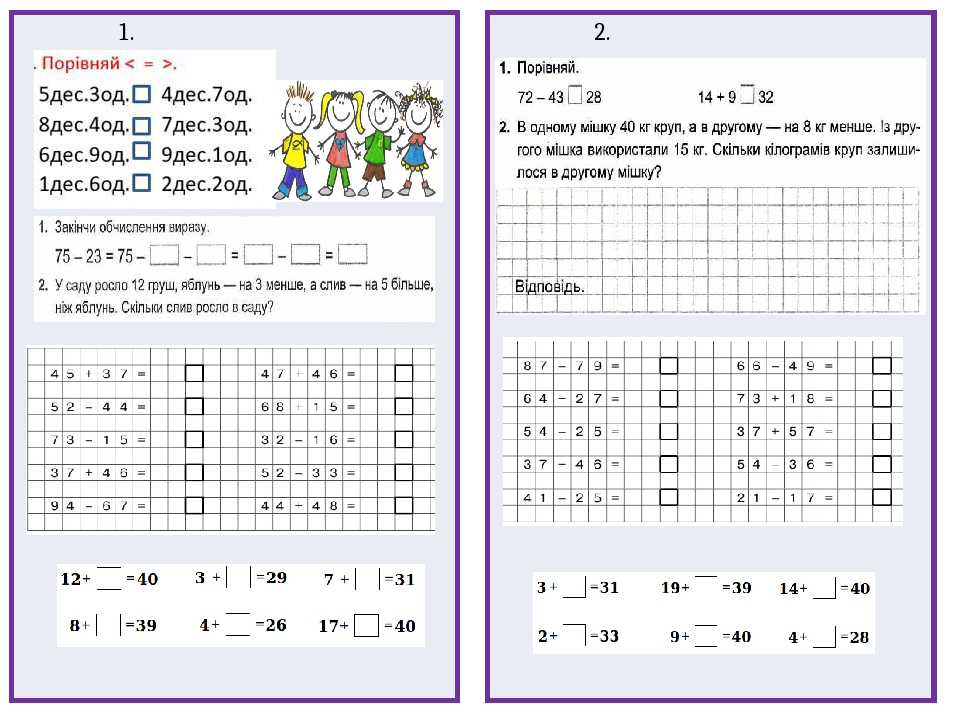 1.
. Порівняй < = >.
5дес.3од. □ 4дес.7од.
8дес.4од. □ 7дес.3од.
6дес.9од. □ 9дес.1од.
1дес.6од. □ 2дес.2од.
1. Закінчи обчислення виразу.
75 – 23 = 75 – □ – □ = □ – □ = □
2. У саду росло 12 груш, яблунь — на 3 менше, а слив — на 5 більше,
ніж яблунь. Скільки слив росло в саду?
45 + 37 = □ 47 + 46 = □
52 – 44 = □ 68 + 15 = □
73 – 15 = □ 32 – 16 = □
37 + 46 = □ 52 – 33 = □
94 – 67 = □ 44 + 48 = □
12+ □ =40 3 + □ =29 7 + □ =31
8+ □ =39 4+ □ =26 17+ □ =40
2.
1. Порівняй.
72 – 43 □ 28 14 + 9 □ 32
2. В одному мішку 40 кг круп, а в другому — на 8 кг менше. Із дру-
гого мішка використали 15 кг. Скільки кілограмів круп залиши-
лося в другому мішку?
Відповідь.
87 – 79 = □ 66 – 49 = □
64 – 27 = □ 73 + 18 = □
54 – 25 = □ 37 + 57 = □
37 – 46 = □ 54 – 36 = □
41 – 25 = □ 21 – 17 = □
3 + □ =31 19+ □ =39 14+ □ =40
2+ □ =33 9+ □ =40 4+ □ =28